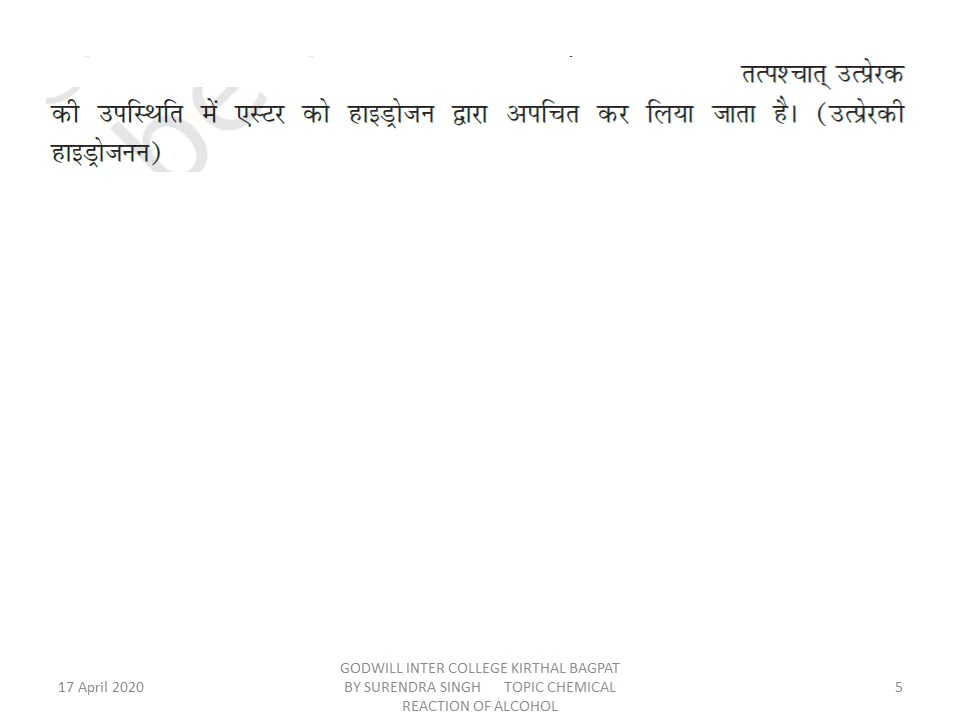 तत्पश्चात् उत्प्रेरक
की उपस्थिति में एस्टर को हाइड्रोजन द्वारा अपचित कर लिया जाता है। (उत्प्रेरकी
हाइड्रोजनन)
17 April 2020
GODWILL INTER COLLEGE KIRTHAL BAGPAT
BY SURENDRA SINGH TOPIC CHEMICAL
REACTION OF ALCOHOL
5